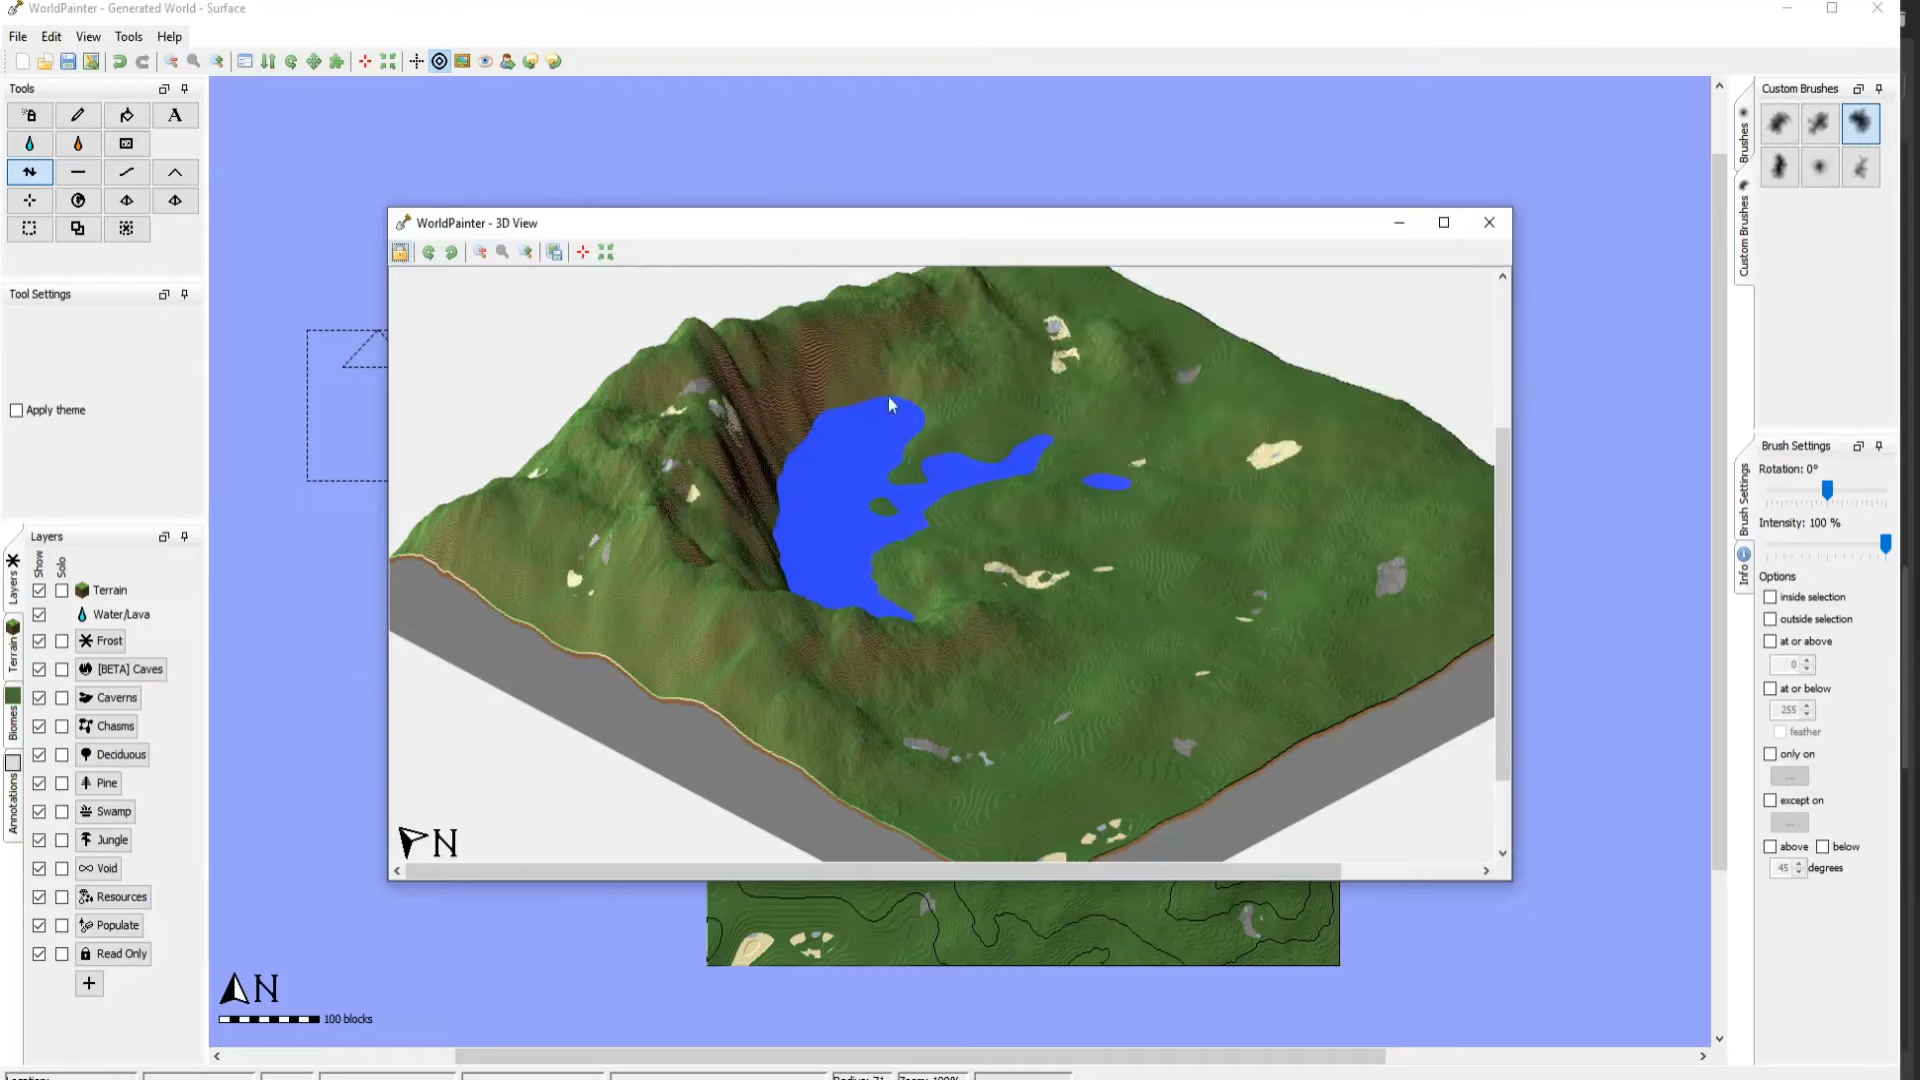 WorldPainter - Generated World - Surface
File Edit View Tools Help
Tools
A
Tool Settings
Apply theme
Layers
Show
Solo
Terrain
Water/Lava
Frost
[BETA] Caves
Caverns
Chasms
Deciduous
Pine
Swamp
Jungle
Void
Resources
Populate
Read Only
+
Layers
Terrain
Biomes
Annotations
WorldPainter - 3D View
N
N
100 blocks
Custom Brushes
Brushes
Custom Brushes
Brush Settings
Brush Settings
Info
Rotation: 0°
Intensity: 100 %
Options
inside selection
outside selection
at or above
0
at or below
255
feather
only on
...
except on
...
above below
45 degrees